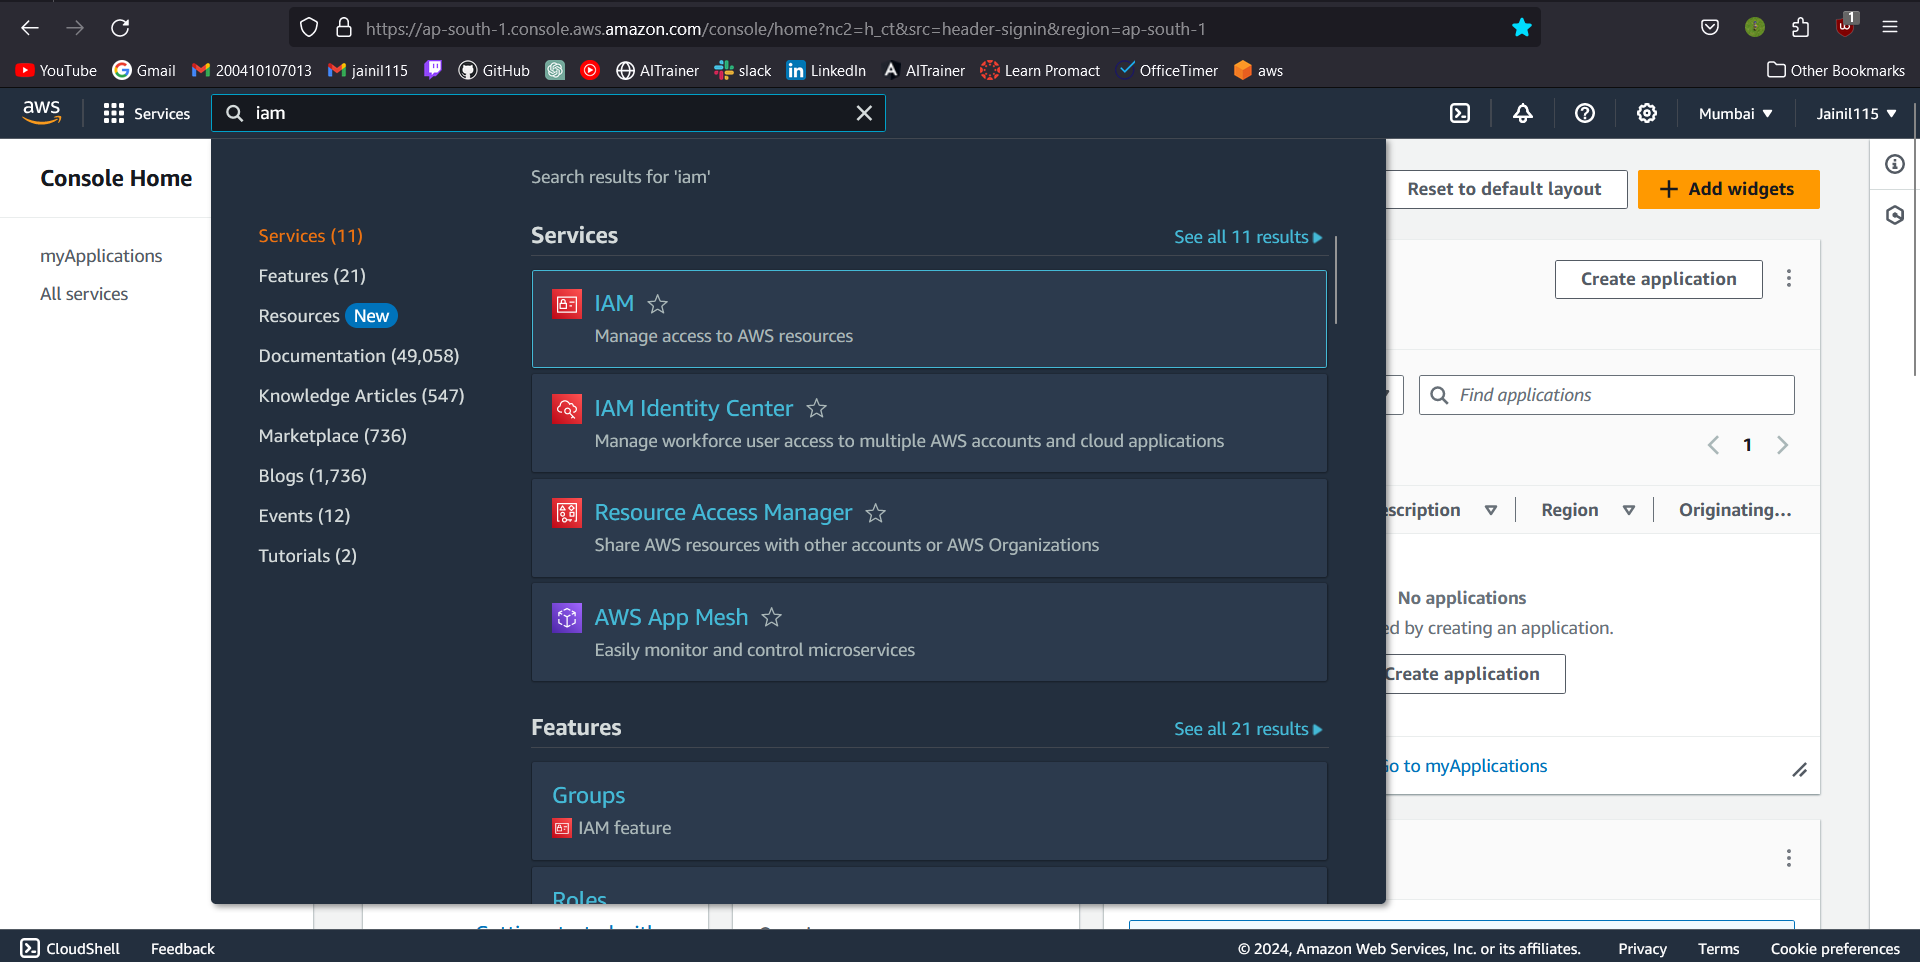 https://ap-south-1.console.aws.amazon.com/console/home?nc2=h_ct&src=header-signin&region=ap-south-1
1
YouTube Gmail 200410107013 jainil115 GitHub AITrainer slack LinkedIn AITrainer Learn Promact OfficeTimer aws Other Bookmarks
aws Services iam Mumbai Jainil115
Console Home
myApplications
All services
Search results for 'iam'
Services (11)
Features (21)
Resources New
Documentation (49,058)
Knowledge Articles (547)
Marketplace (736)
Blogs (1,736)
Events (12)
Tutorials (2)
Services See all 11 results
IAM
Manage access to AWS resources
IAM Identity Center
Manage workforce user access to multiple AWS accounts and cloud applications
Resource Access Manager
Share AWS resources with other accounts or AWS Organizations
AWS App Mesh
Easily monitor and control microservices
Features See all 21 results
Groups
IAM feature
Roles
Reset to default layout Add widgets
Create application
Find applications
1
escription Region Originating...
No applications
ed by creating an application.
Create application
Go to myApplications
CloudShell Feedback © 2024, Amazon Web Services, Inc. or its affiliates. Privacy Terms Cookie preferences